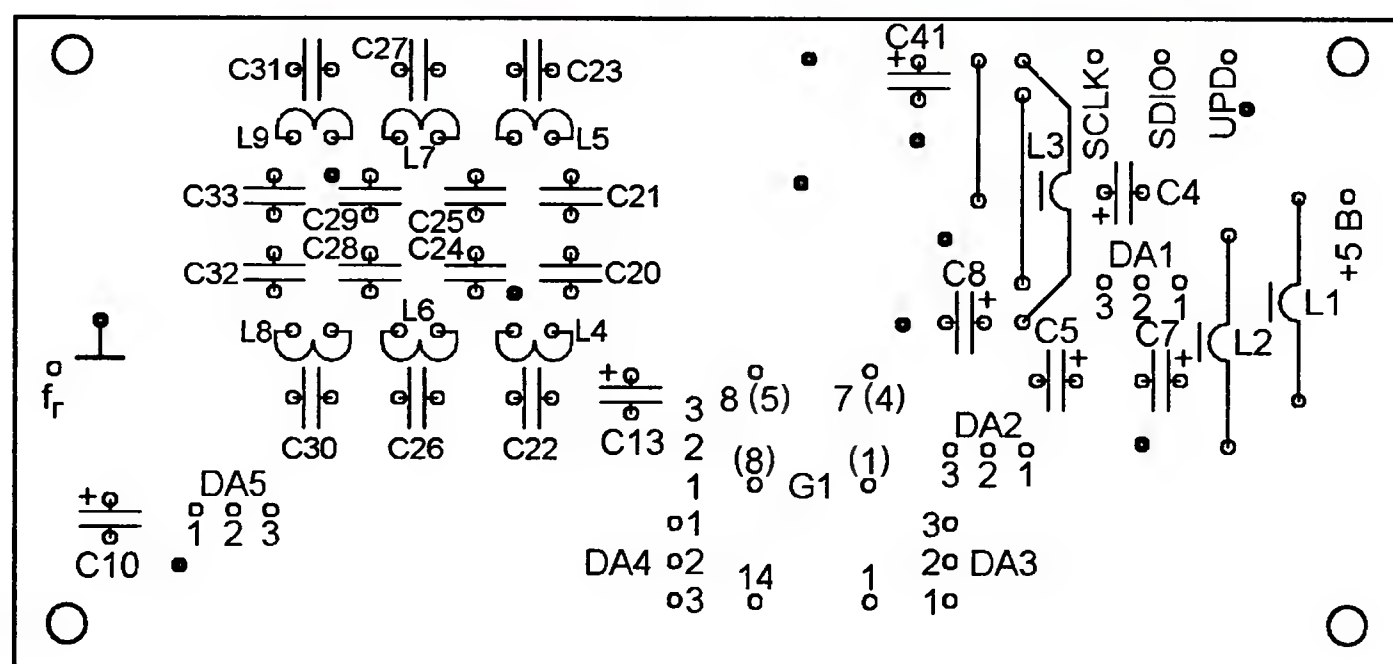 C41
C27
C31
C23
SCLK
SDIO
UPD
L9
L5
L7
L3
C33
C21
C4
C29
C25
+5 B
C28
C24
DA1
C32
C20
C8
3 2 1
L6
L1
L8
L4
C5
C7
L2
fr
8 (5)
7 (4)
3
C30
C26
C22
C13
2
(8)
(1)
DA2
3 2 1
1
G1
DA5
1 2 3
C10
1
3
DA4
2
2
DA3
3
14
1
1
+
+
+
+
+
+
+